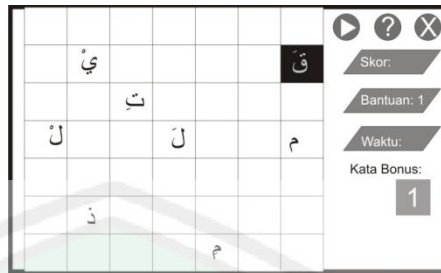 ? X
قَ
يْ
Skor:
تِ
Bantuan: 1
م لَ لْ
Waktu:
Kata Bonus:
1
ذ
م